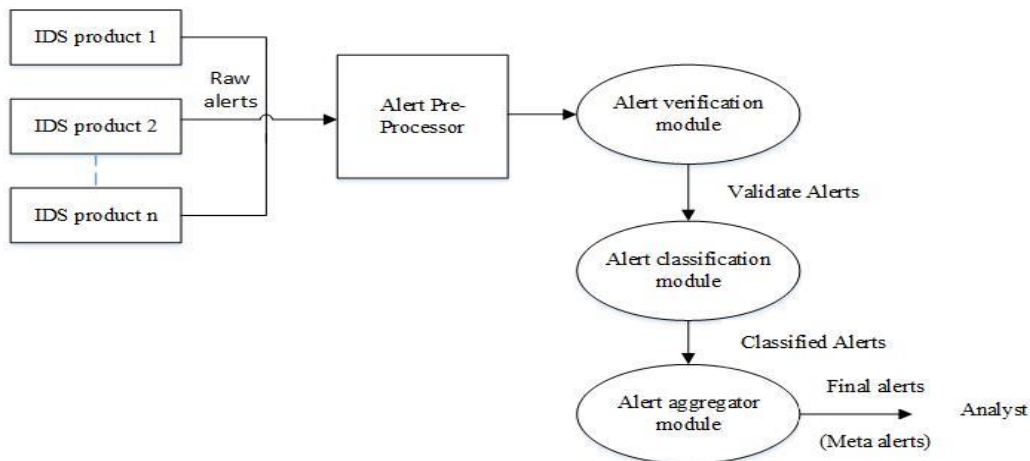 IDS product 1
Raw
alerts
IDS product 2
IDS product n
Alert Pre-
Processor
Alert verification
module
Validate Alerts
Alert classification
module
Classified Alerts
Alert aggregator
module
Final alerts
(Meta alerts)
Analyst